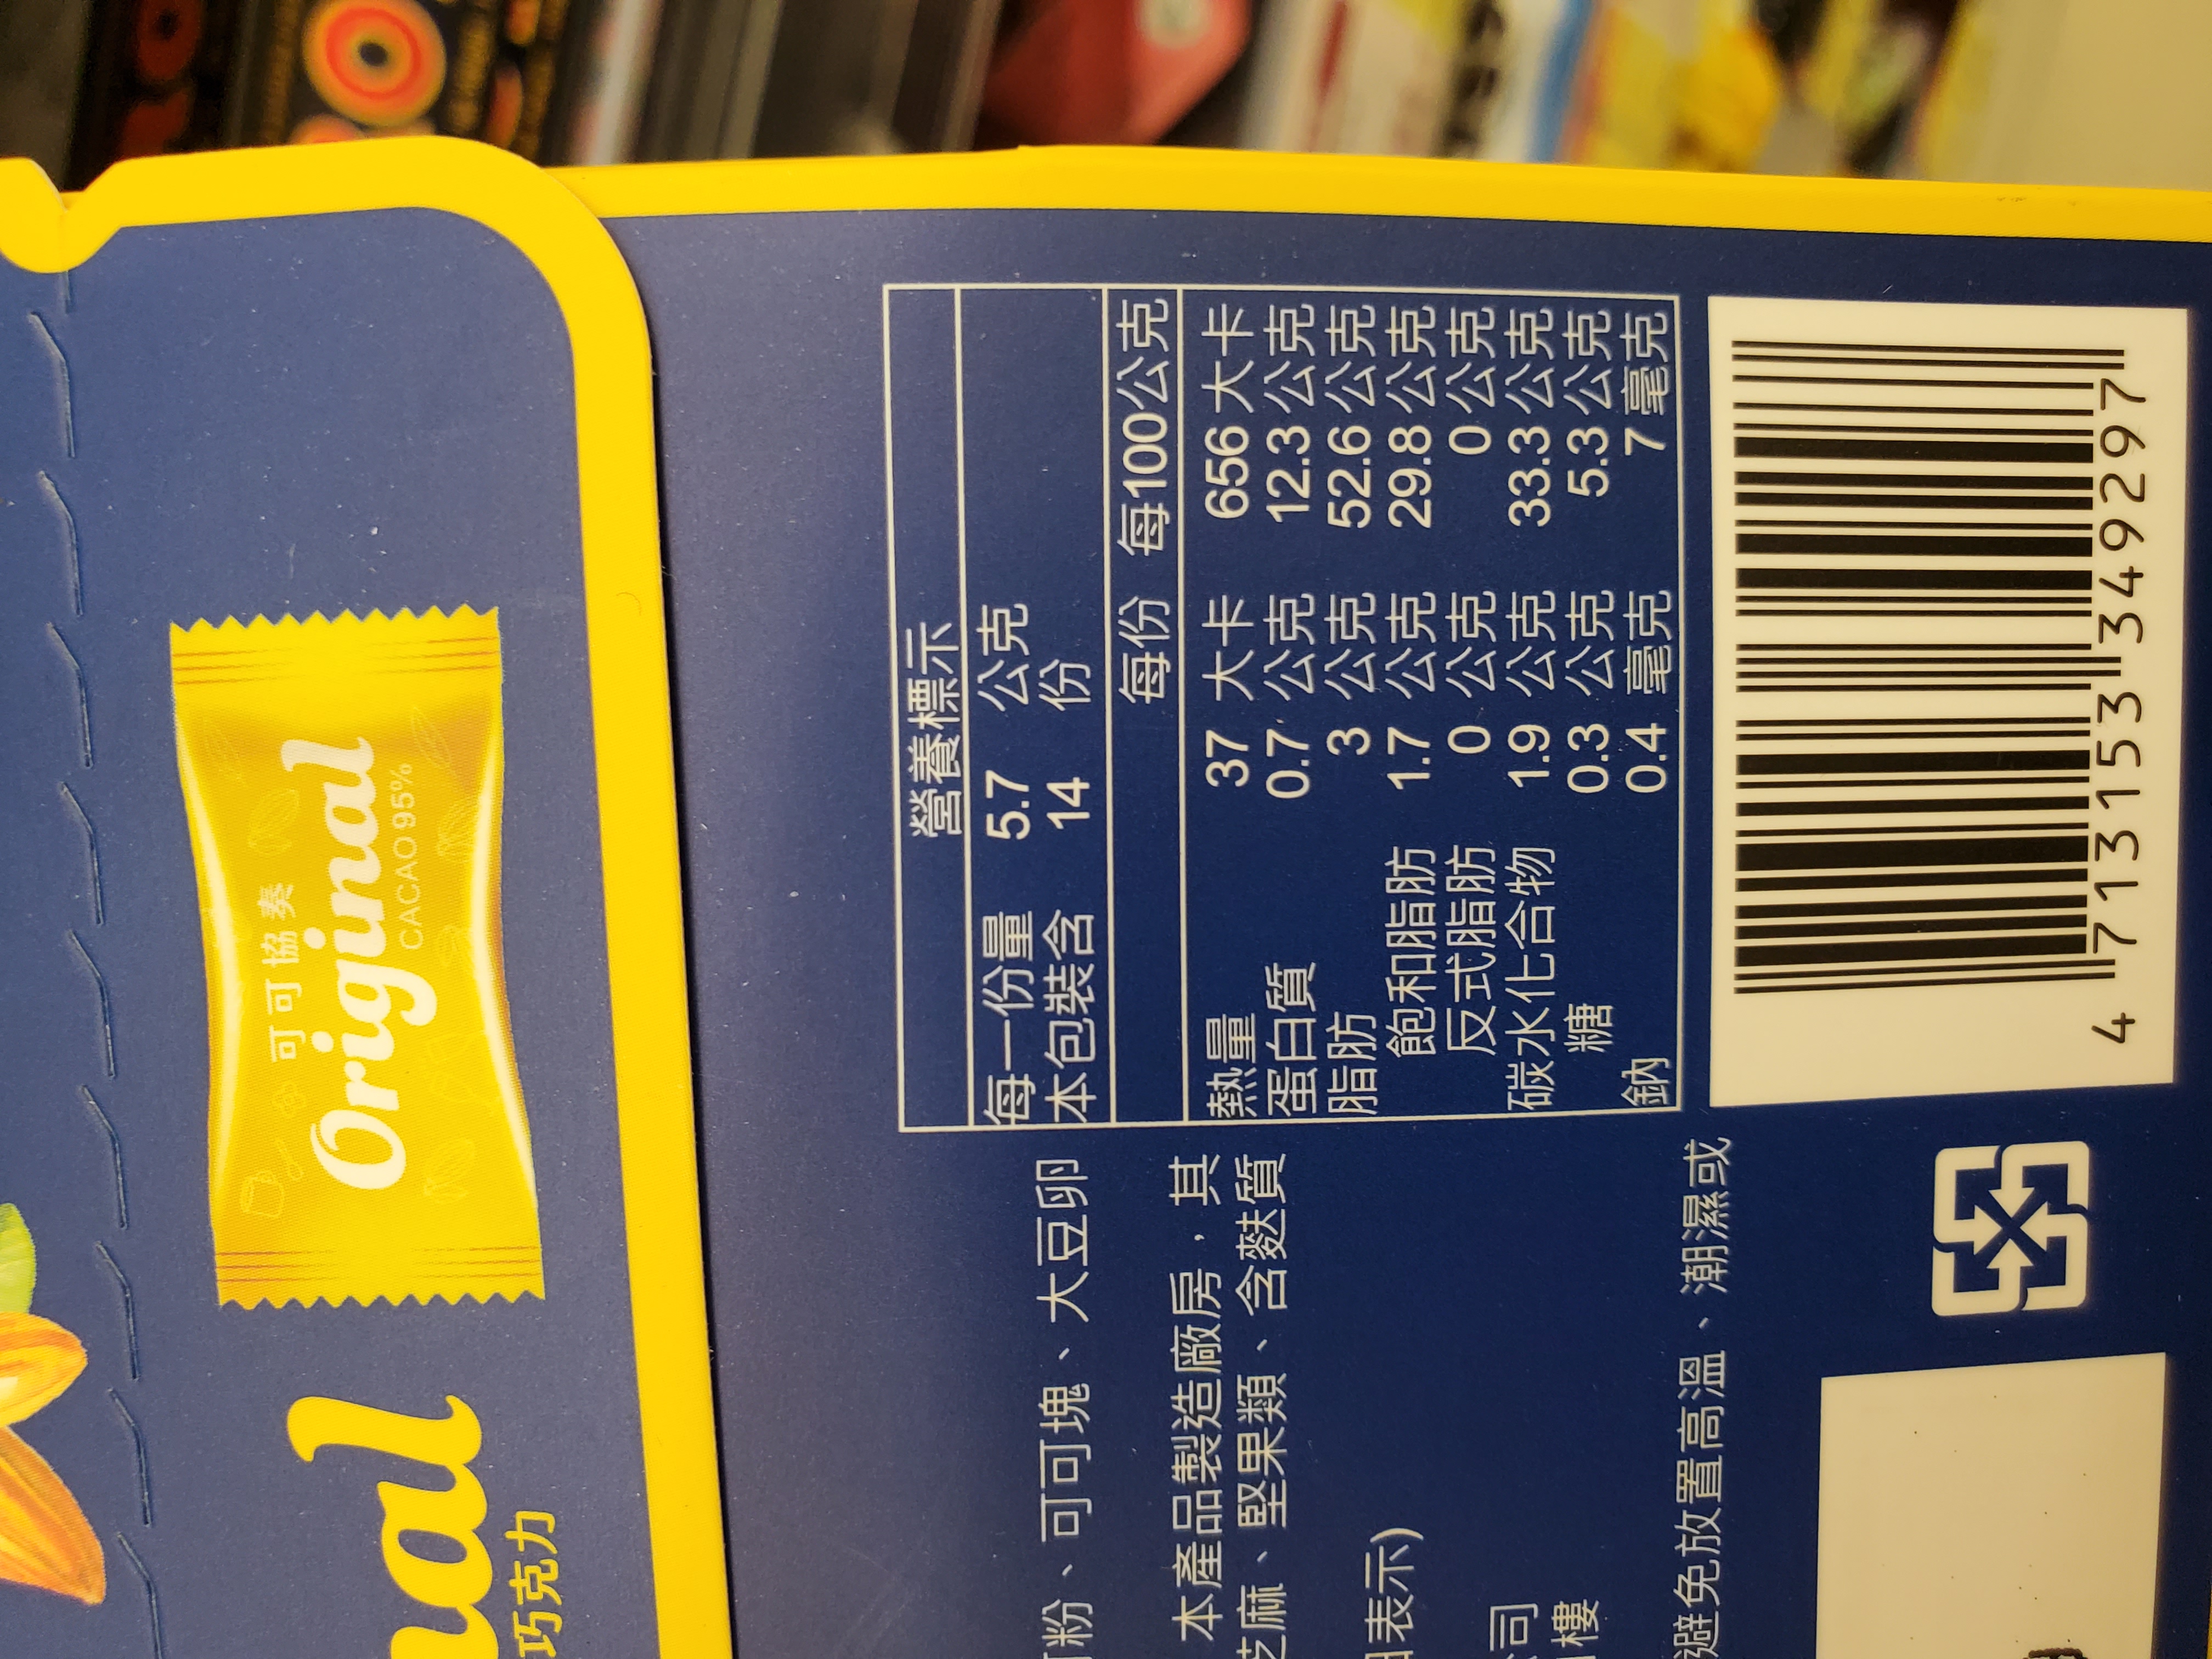 可可協奏
Original
CACAO 95%
nal
巧克力
營養標示
每一份量 5.7 公克
本包裝含 14 份
每份 每100公克
熱量 37 大卡 656 大卡
蛋白質 0.7 公克 12.3 公克
脂肪 3 公克 52.6 公克
飽和脂肪 1.7 公克 29.8 公克
反式脂肪 0 公克 0 公克
碳水化合物 1.9 公克 33.3 公克
糖 0.3 公克 5.3 公克
鈉 0.4 毫克 7 毫克
粉、可可塊、大豆卵
本產品製造廠房，其
芝麻、堅果類、含麩質
表示)
公司
樓
避免放置高溫、潮濕或
4 713153 349297